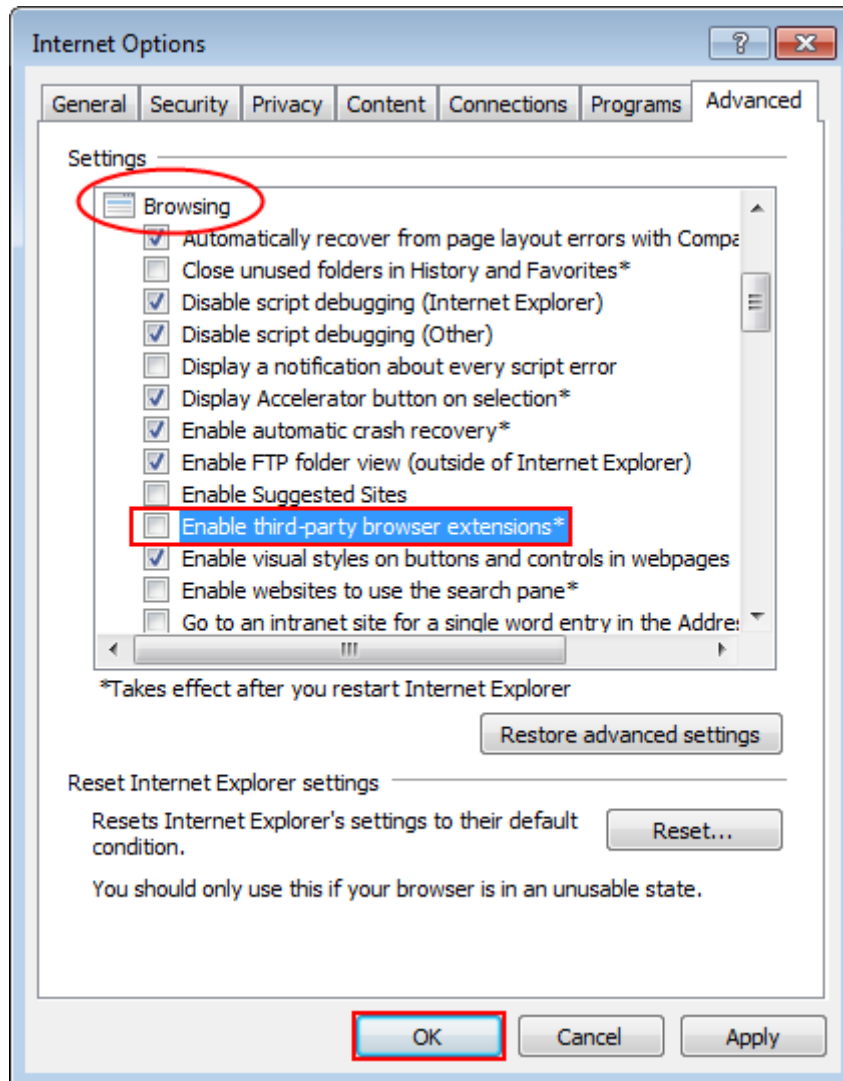 Internet Options
General Security Privacy Content Connections Programs Advanced
Settings
Browsing
Automatically recover from page layout errors with Compa
Close unused folders in History and Favorites*
Disable script debugging (Internet Explorer)
Disable script debugging (Other)
Display a notification about every script error
Display Accelerator button on selection*
Enable automatic crash recovery*
Enable FTP folder view (outside of Internet Explorer)
Enable Suggested Sites
Enable third-party browser extensions*
Enable visual styles on buttons and controls in webpages
Enable websites to use the search pane*
Go to an intranet site for a single word entry in the Addres
*Takes effect after you restart Internet Explorer
Restore advanced settings
Reset Internet Explorer settings
Resets Internet Explorer's settings to their default
condition.
Reset...
You should only use this if your browser is in an unusable state.
OK Cancel Apply